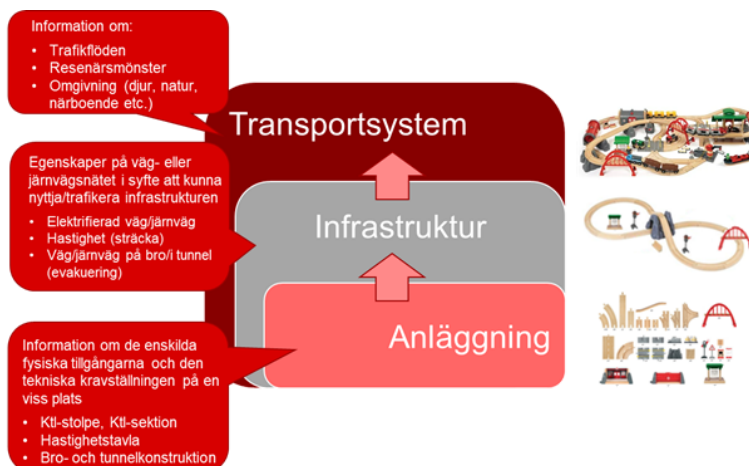 Information om:
• Trafikflöden
• Resenärsmönster
• Omgivning (djur, natur,
närboende etc.)
Transportsystem
Egenskaper på väg- eller
järnvägsnätet i syfte att kunna
nyttja/trafikera infrastrukturen
• Elektrifierad väg/järnväg
• Hastighet (sträcka)
• Väg/järnväg på bro/i tunnel
(evakuering)
Infrastruktur
Anläggning
Information om de enskilda
fysiska tillgångarna och den
tekniska kravställningen på en
viss plats
• Ktl-stolpe, Ktl-sektion
• Hastighetstavla
• Bro- och tunnelkonstruktion